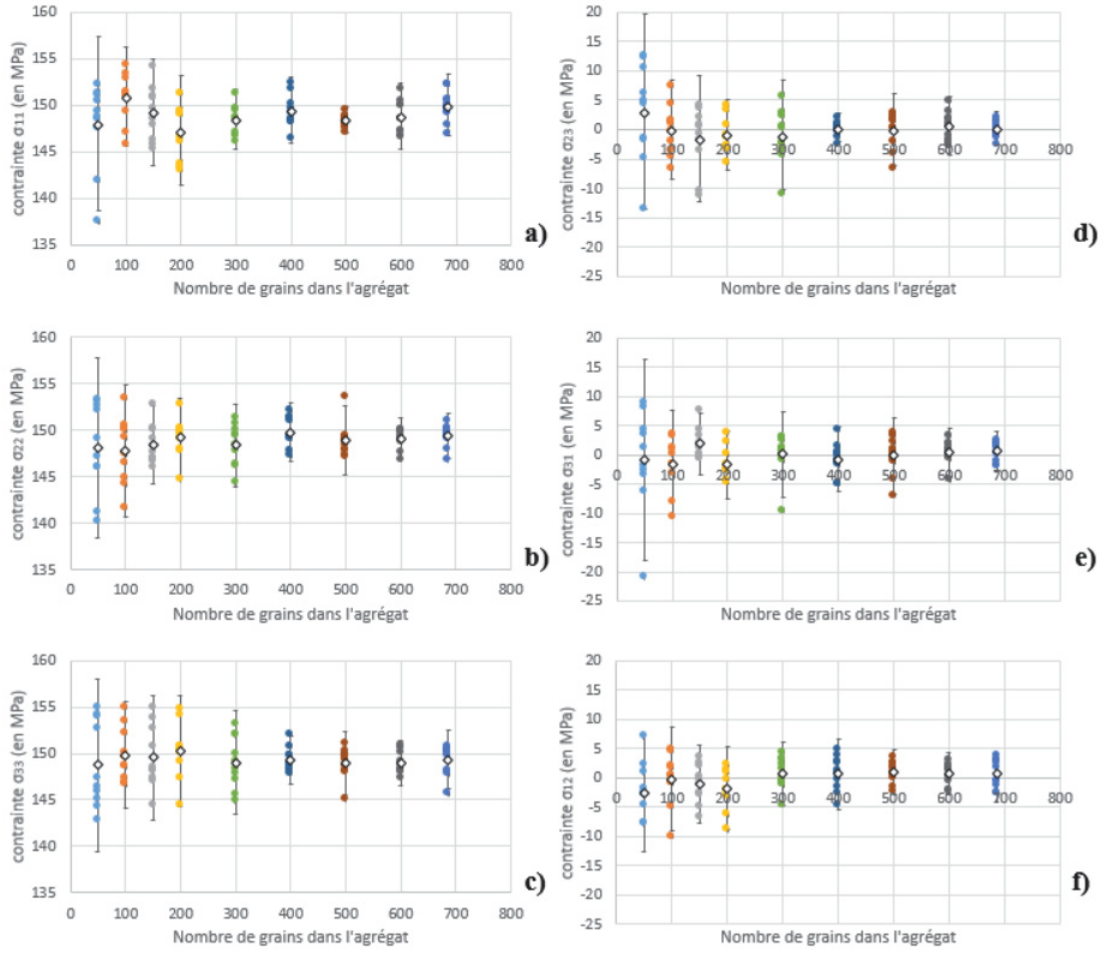 contrainte σ11 (en MPa)
160
155
150
145
140
135
0 100 200 300 400 500 600 700 800
Nombre de grains dans l'agrégat
a)
contrainte σ23 (en MPa)
20
15
10
5
0
-5
-10
-15
-20
-25
0 100 200 300 400 500 600 700 800
Nombre de grains dans l'agrégat
d)
contrainte σ22 (en MPa)
160
155
150
145
140
135
0 100 200 300 400 500 600 700 800
Nombre de grains dans l'agrégat
b)
contrainte σ31 (en MPa)
20
15
10
5
0
-5
-10
-15
-20
-25
0 100 200 300 400 500 600 700 800
Nombre de grains dans l'agrégat
e)
contrainte σ33 (en MPa)
160
155
150
145
140
135
0 100 200 300 400 500 600 700 800
Nombre de grains dans l'agrégat
c)
contrainte σ12 (en MPa)
20
15
10
5
0
-5
-10
-15
-20
-25
0 100 200 300 400 500 600 700 800
Nombre de grains dans l'agrégat
f)